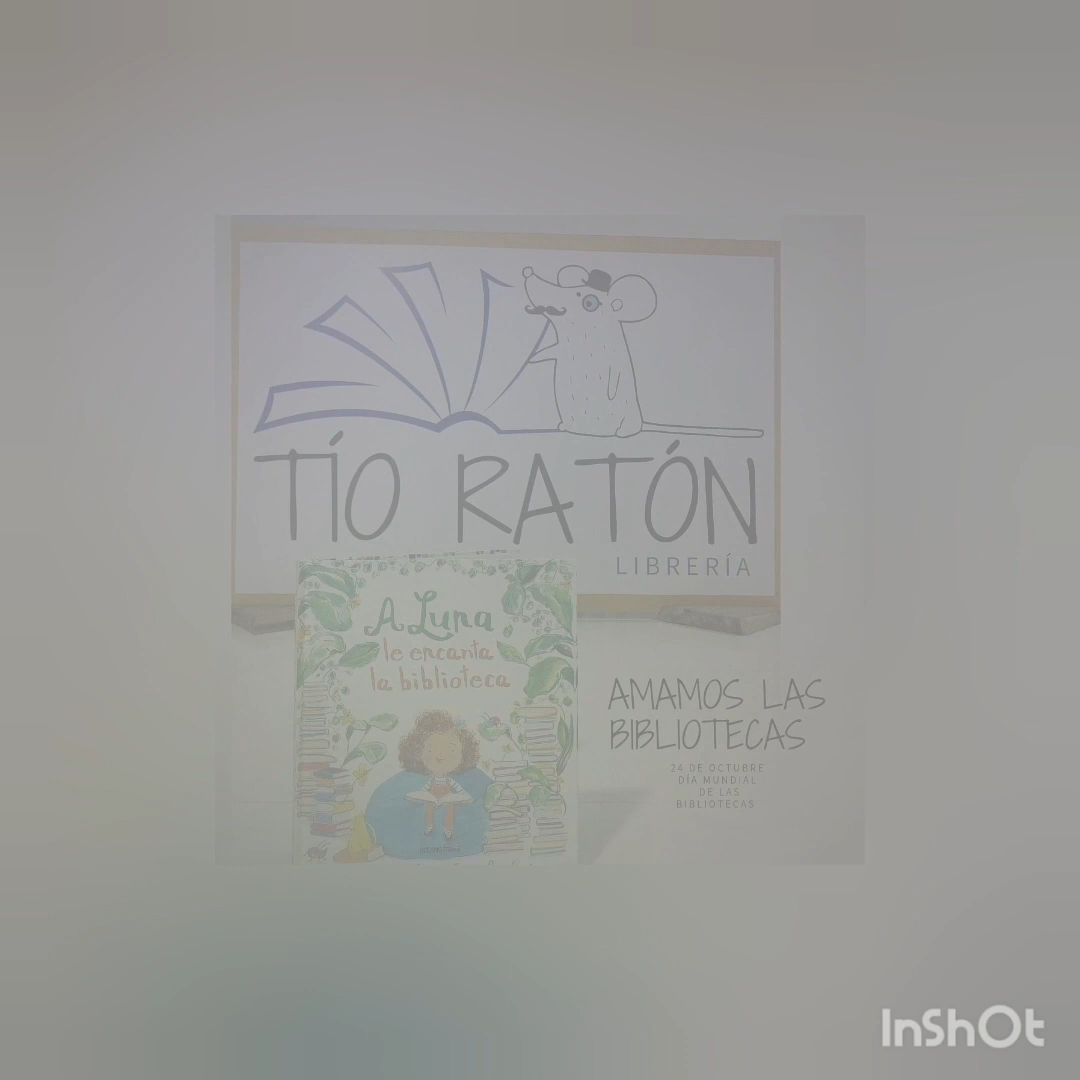 TÍO RATÓN
LIBRERÍA
A Luna
le encanta
la biblioteca
AMAMOS LAS
BIBLIOTECAS
24 DE OCTUBRE
DÍA MUNDIAL
DE LAS
BIBLIOTECAS
InShOt